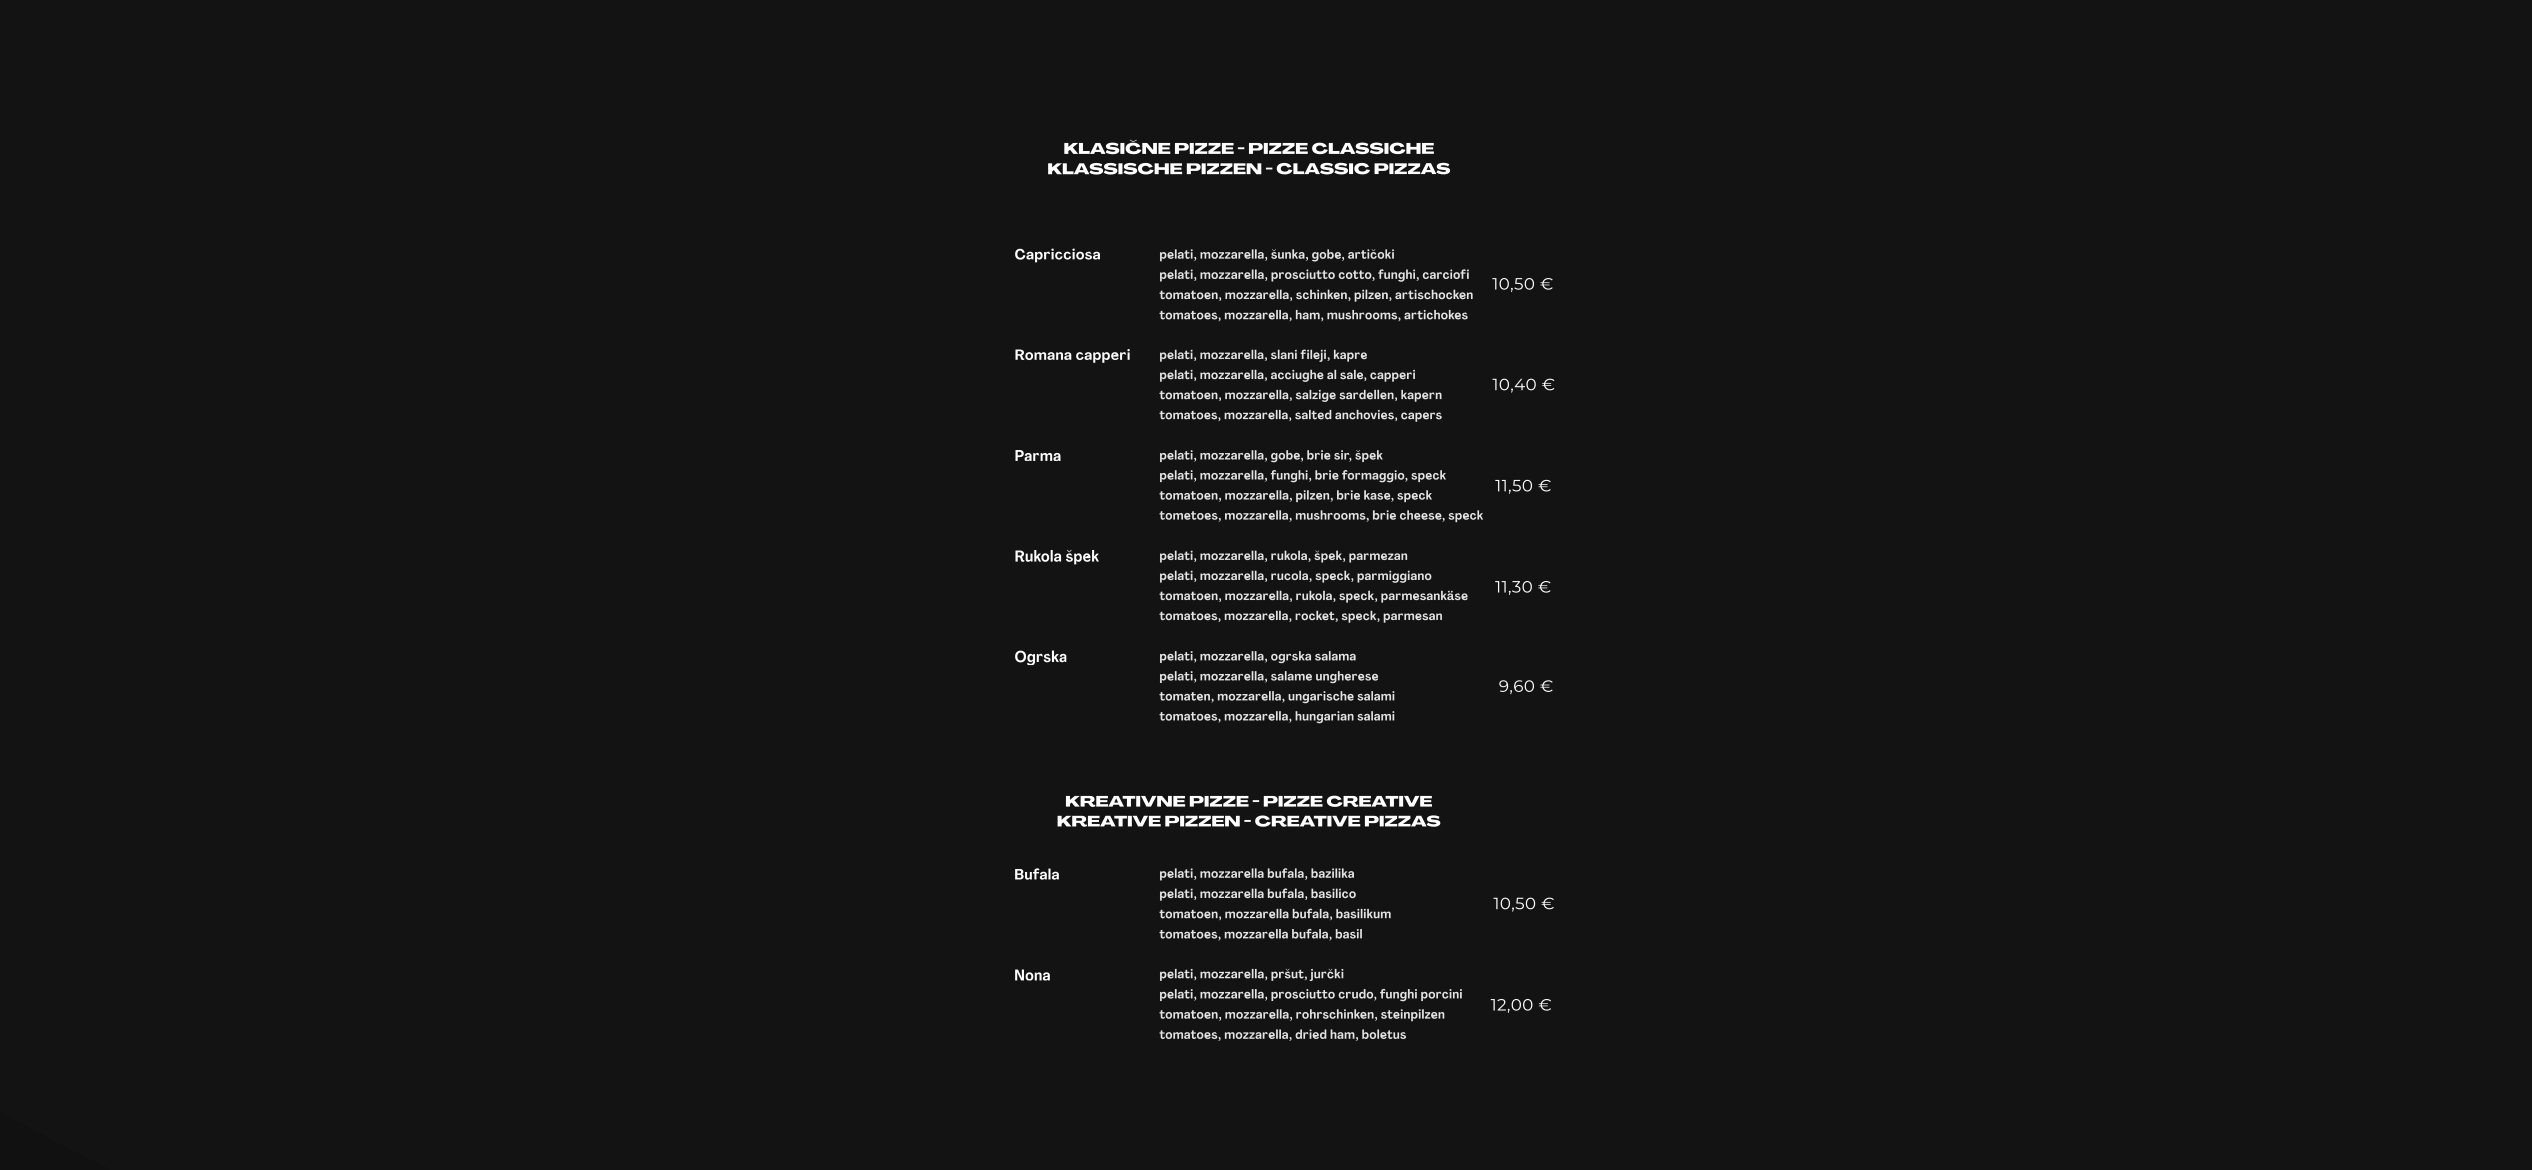 KLASIČNE PIZZE - PIZZE CLASSICHE
KLASSISCHE PIZZEN - CLASSIC PIZZAS
Capricciosa
pelati, mozzarella, šunka, gobe, artičoki
pelati, mozzarella, prosciutto cotto, funghi, carciofi
tomatoen, mozzarella, schinken, pilzen, artischocken
tomatoes, mozzarella, ham, mushrooms, artichokes
10,50 €
Romana capperi
pelati, mozzarella, slani fileji, kapre
pelati, mozzarella, acciughe al sale, capperi
tomatoen, mozzarella, salzige sardellen, kapern
tomatoes, mozzarella, salted anchovies, capers
10,40 €
Parma
pelati, mozzarella, gobe, brie sir, špek
pelati, mozzarella, funghi, brie formaggio, speck
tomatoen, mozzarella, pilzen, brie kase, speck
tometoes, mozzarella, mushrooms, brie cheese, speck
11,50 €
Rukola špek
pelati, mozzarella, rukola, špek, parmezan
pelati, mozzarella, rucola, speck, parmiggiano
tomatoen, mozzarella, rukola, speck, parmesankäse
tomatoes, mozzarella, rocket, speck, parmesan
11,30 €
Ogrska
pelati, mozzarella, ogrska salama
pelati, mozzarella, salame ungherese
tomaten, mozzarella, ungarische salami
tomatoes, mozzarella, hungarian salami
9,60 €
KREATIVNE PIZZE - PIZZE CREATIVE
KREATIVE PIZZEN - CREATIVE PIZZAS
Bufala
pelati, mozzarella bufala, bazilika
pelati, mozzarella bufala, basilico
tomatoen, mozzarella bufala, basilikum
tomatoes, mozzarella bufala, basil
10,50 €
Nona
pelati, mozzarella, pršut, jurčki
pelati, mozzarella, prosciutto crudo, funghi porcini
tomatoen, mozzarella, rohrschinken, steinpilzen
tomatoes, mozzarella, dried ham, boletus
12,00 €